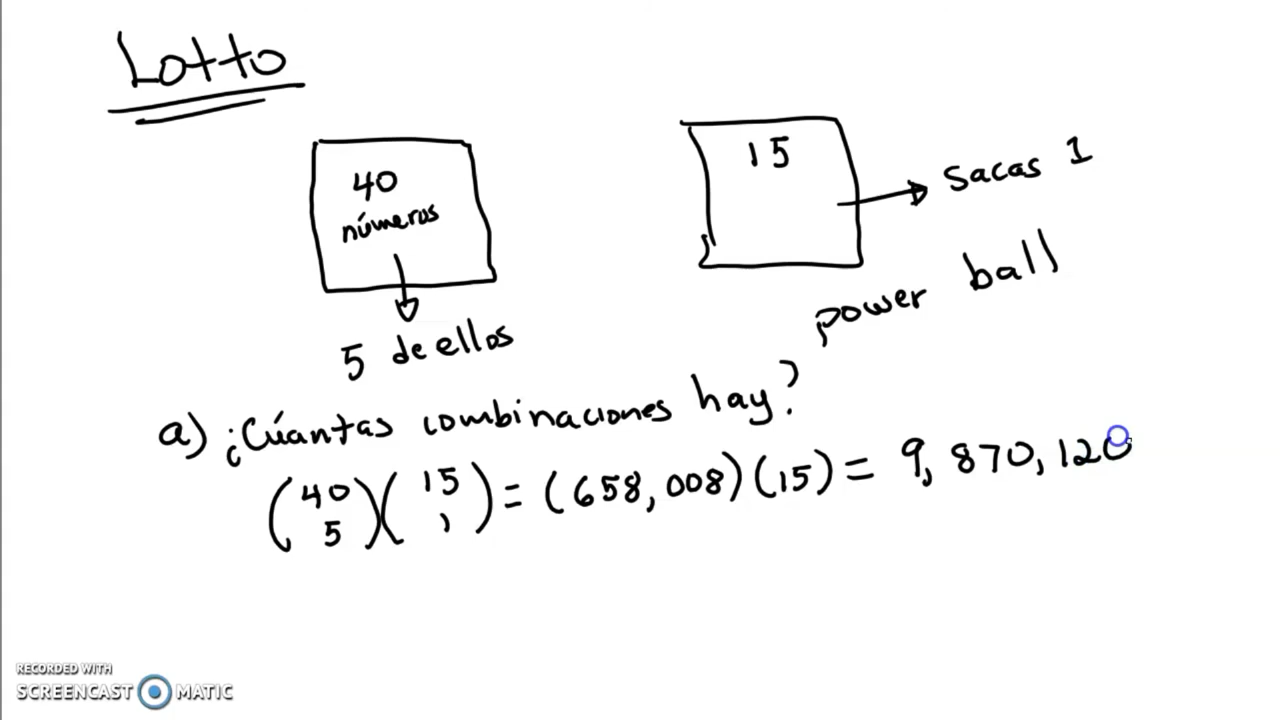 Lotto
40
números
5 de ellos
15
Sacas 1
power ball
a) ¿Cúantas combinaciones hay?
(40 5)(15 1) = (658,008)(15) = 9,870,120
RECORDED WITH
SCREENCAST MATIC